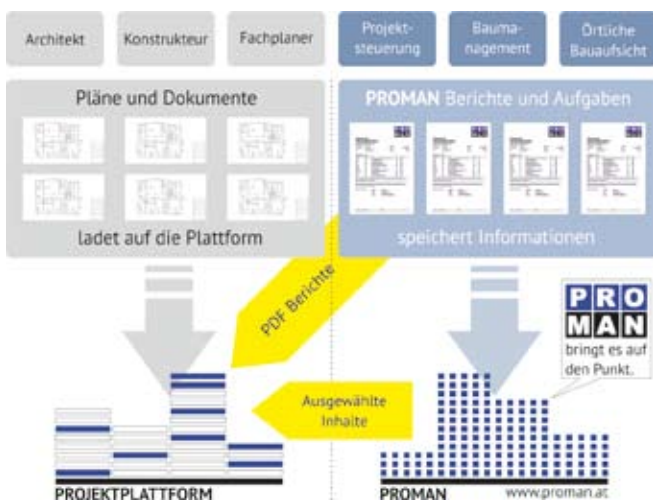 Architekt
Konstrukteur
Fachplaner
Projekt-
steuerung
Bauma-
nagement
Örtliche
Bauaufsicht
Pläne und Dokumente
ladet auf die Plattform
PROMAN Berichte und Aufgaben
speichert Informationen
PDF Berichte
PRO
MAN
bringt es auf
den Punkt.
Ausgewählte
Inhalte
PROJEKTPLATTFORM
PROMAN
www.proman.at